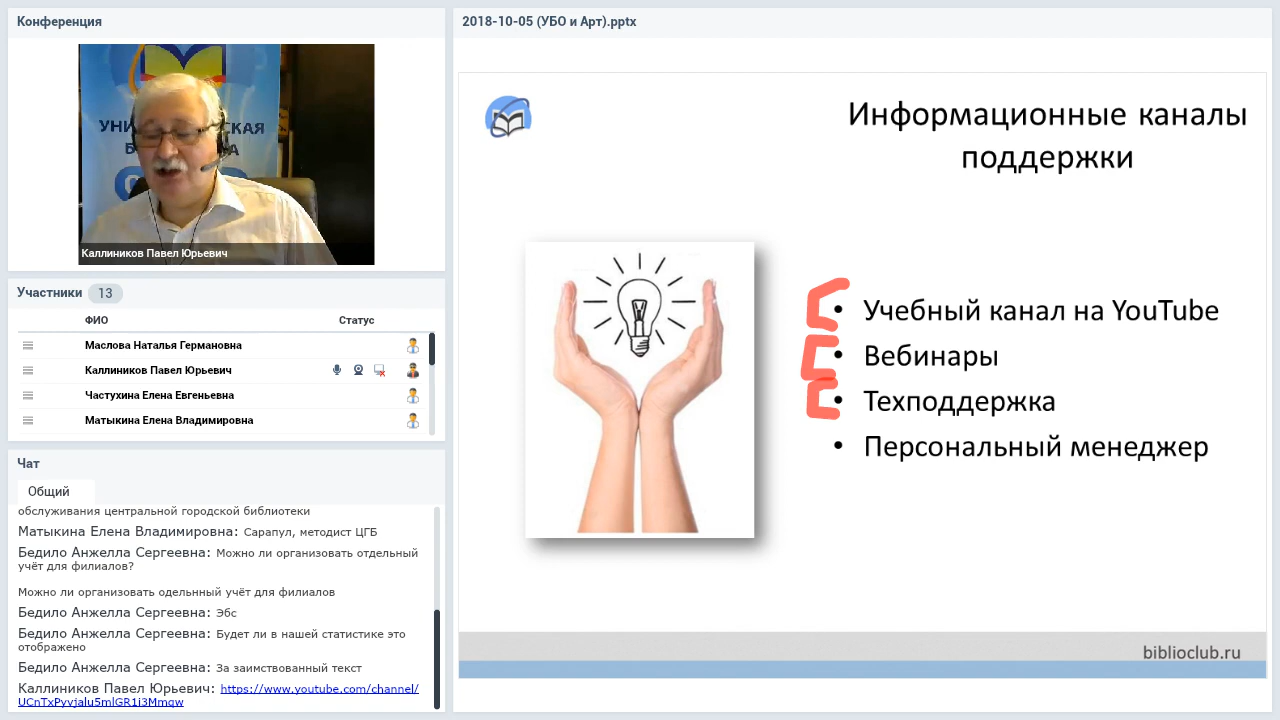 Конференция
Каллиников Павел Юрьевич
Участники 13
ФИО Статус
Маслова Наталья Германовна
Каллиников Павел Юрьевич
Частухина Елена Евгеньевна
Матыкина Елена Владимировна
Чат
Общий
обслуживания центральной городской библиотеки
Матыкина Елена Владимировна: Сарапул, методист ЦГБ
Бедило Анжелла Сергеевна: Можно ли организовать отдельный
учёт для филиалов?
Можно ли организовать одельнный учёт для филиалов
Бедило Анжелла Сергеевна: Эбс
Бедило Анжелла Сергеевна: Будет ли в нашей статистике это
отображено
Бедило Анжелла Сергеевна: За заимствованный текст
Каллиников Павел Юрьевич: https://www.youtube.com/channel/
2018-10-05 (УБО и Арт).pptx
Информационные каналы
поддержки
• Учебный канал на YouTube
• Вебинары
• Техподдержка
• Персональный менеджер
biblioclub.ru